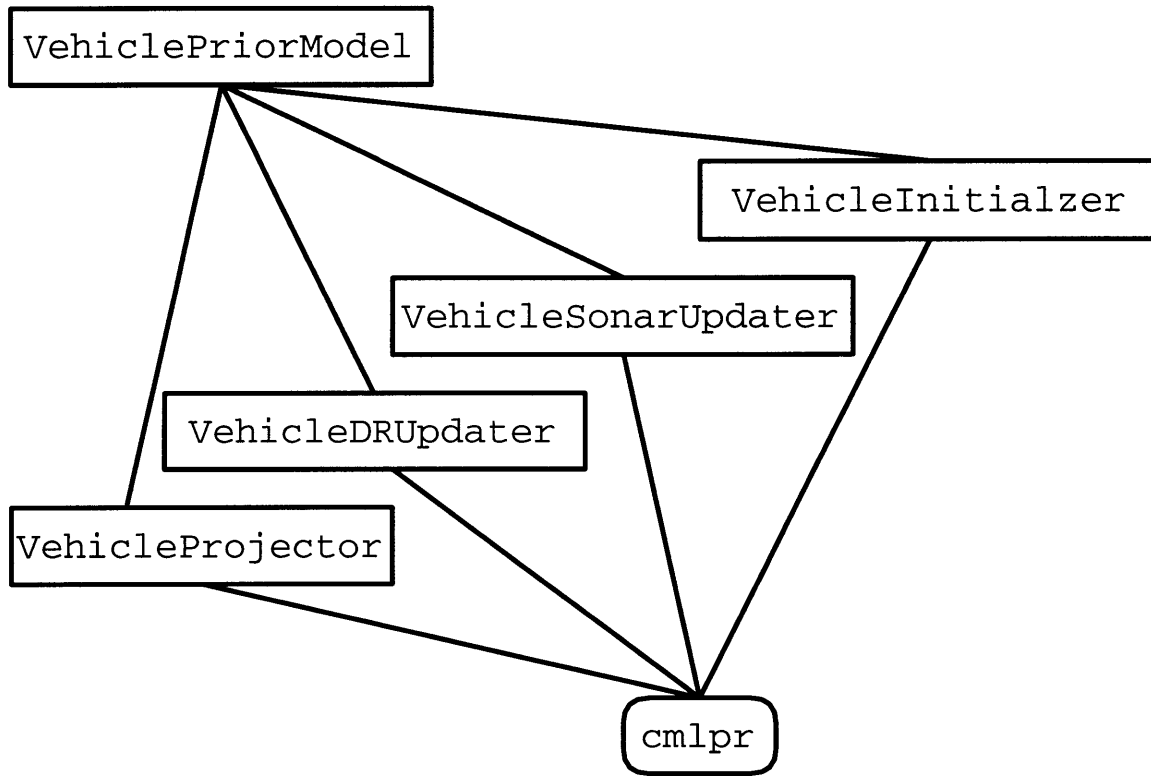 VehiclePriorModel
VehicleInitialzer
VehicleSonarUpdater
VehicleDRUpdater
VehicleProjector
cmlpr